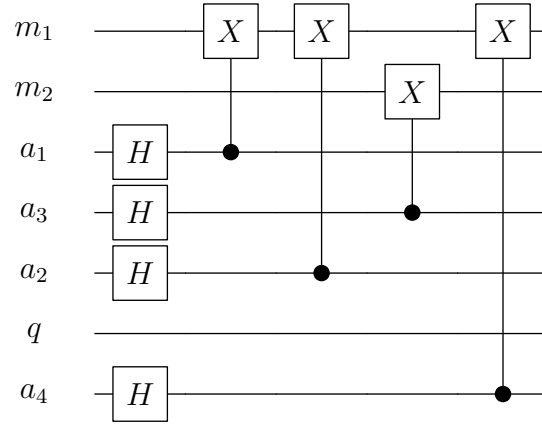 m₁ X X X
m₂ X
a₁ H
a₃ H
a₂ H
q
a₄ H